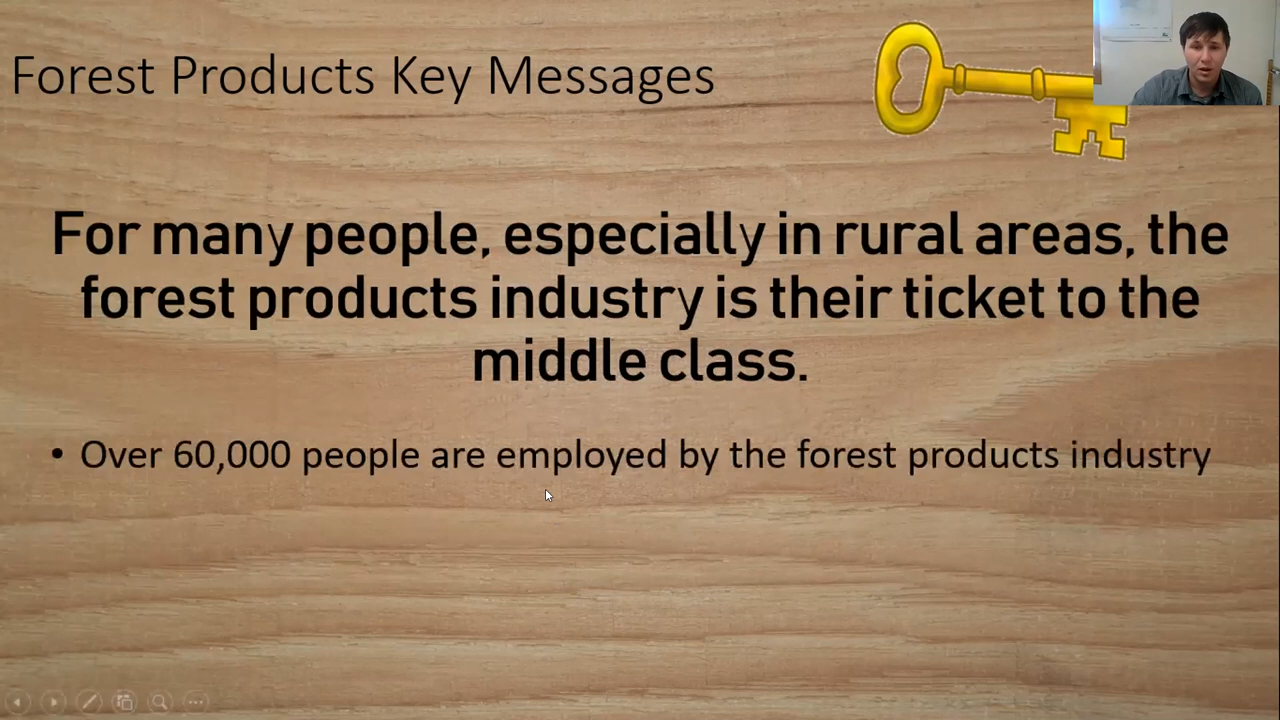 Forest Products Key Messages
For many people, especially in rural areas, the
forest products industry is their ticket to the
middle class.
• Over 60,000 people are employed by the forest products industry